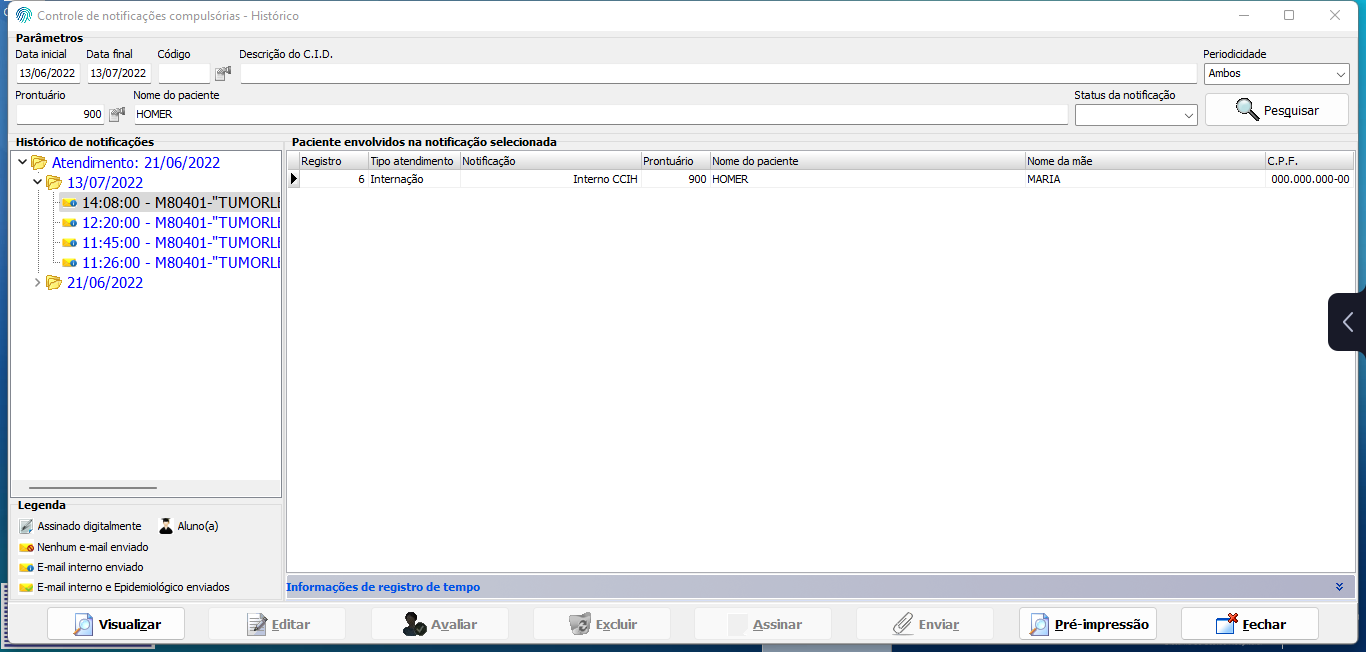 Controle de notificações compulsórias - Histórico
Parâmetros
Data inicial Data final Código Descrição do C.I.D. Periodicidade
13/06/2022 13/07/2022 Ambos
Prontuário Nome do paciente Status da notificação
900 HOMER Pesquisar
Histórico de notificações
Atendimento: 21/06/2022
13/07/2022
14:08:00 - M80401-"TUMORLE
12:20:00 - M80401-"TUMORLE
11:45:00 - M80401-"TUMORLE
11:26:00 - M80401-"TUMORLE
21/06/2022
Paciente envolvidos na notificação selecionada
Registro Tipo atendimento Notificação Prontuário Nome do paciente Nome da mãe C.P.F.
6 Internação Interno CCIH 900 HOMER MARIA 000.000.000-00
Legenda
Assinado digitalmente Aluno(a)
Nenhum e-mail enviado
E-mail interno enviado
E-mail interno e Epidemiológico enviados
Informações de registro de tempo
Visualizar Editar Avaliar Excluir Assinar Enviar Pré-impressão Fechar